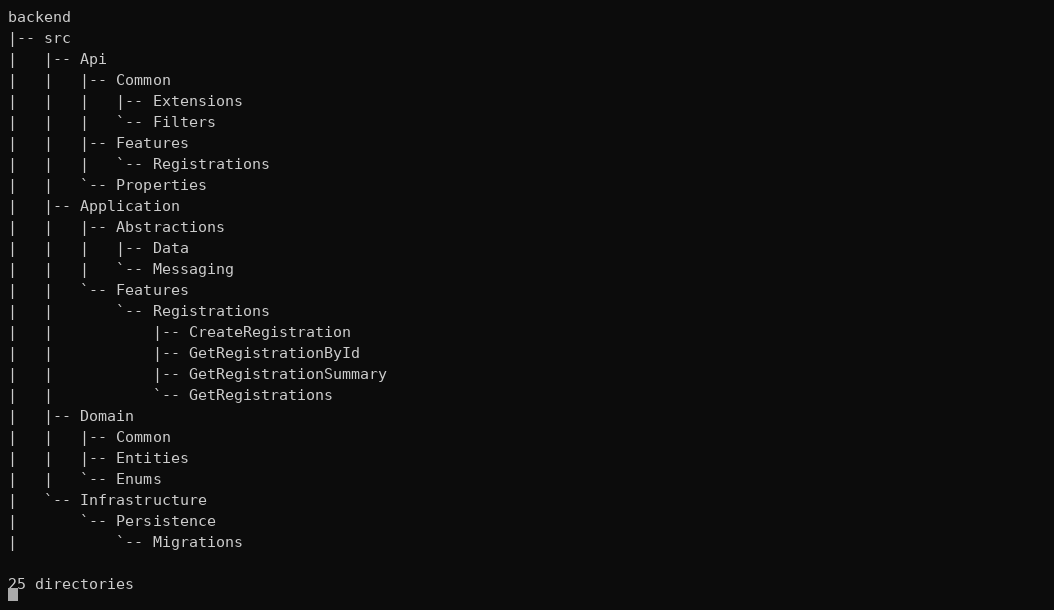 backend
|-- src
|   |-- Api
|   |   |-- Common
|   |   |   |-- Extensions
|   |   |   `-- Filters
|   |   |-- Features
|   |   |   `-- Registrations
|   |   `-- Properties
|   |-- Application
|   |   |-- Abstractions
|   |   |   |-- Data
|   |   |   `-- Messaging
|   |   `-- Features
|   |       `-- Registrations
|   |           |-- CreateRegistration
|   |           |-- GetRegistrationById
|   |           |-- GetRegistrationSummary
|   |           `-- GetRegistrations
|   |-- Domain
|   |   |-- Common
|   |   |-- Entities
|   |   `-- Enums
|   `-- Infrastructure
|       `-- Persistence
|           `-- Migrations

25 directories